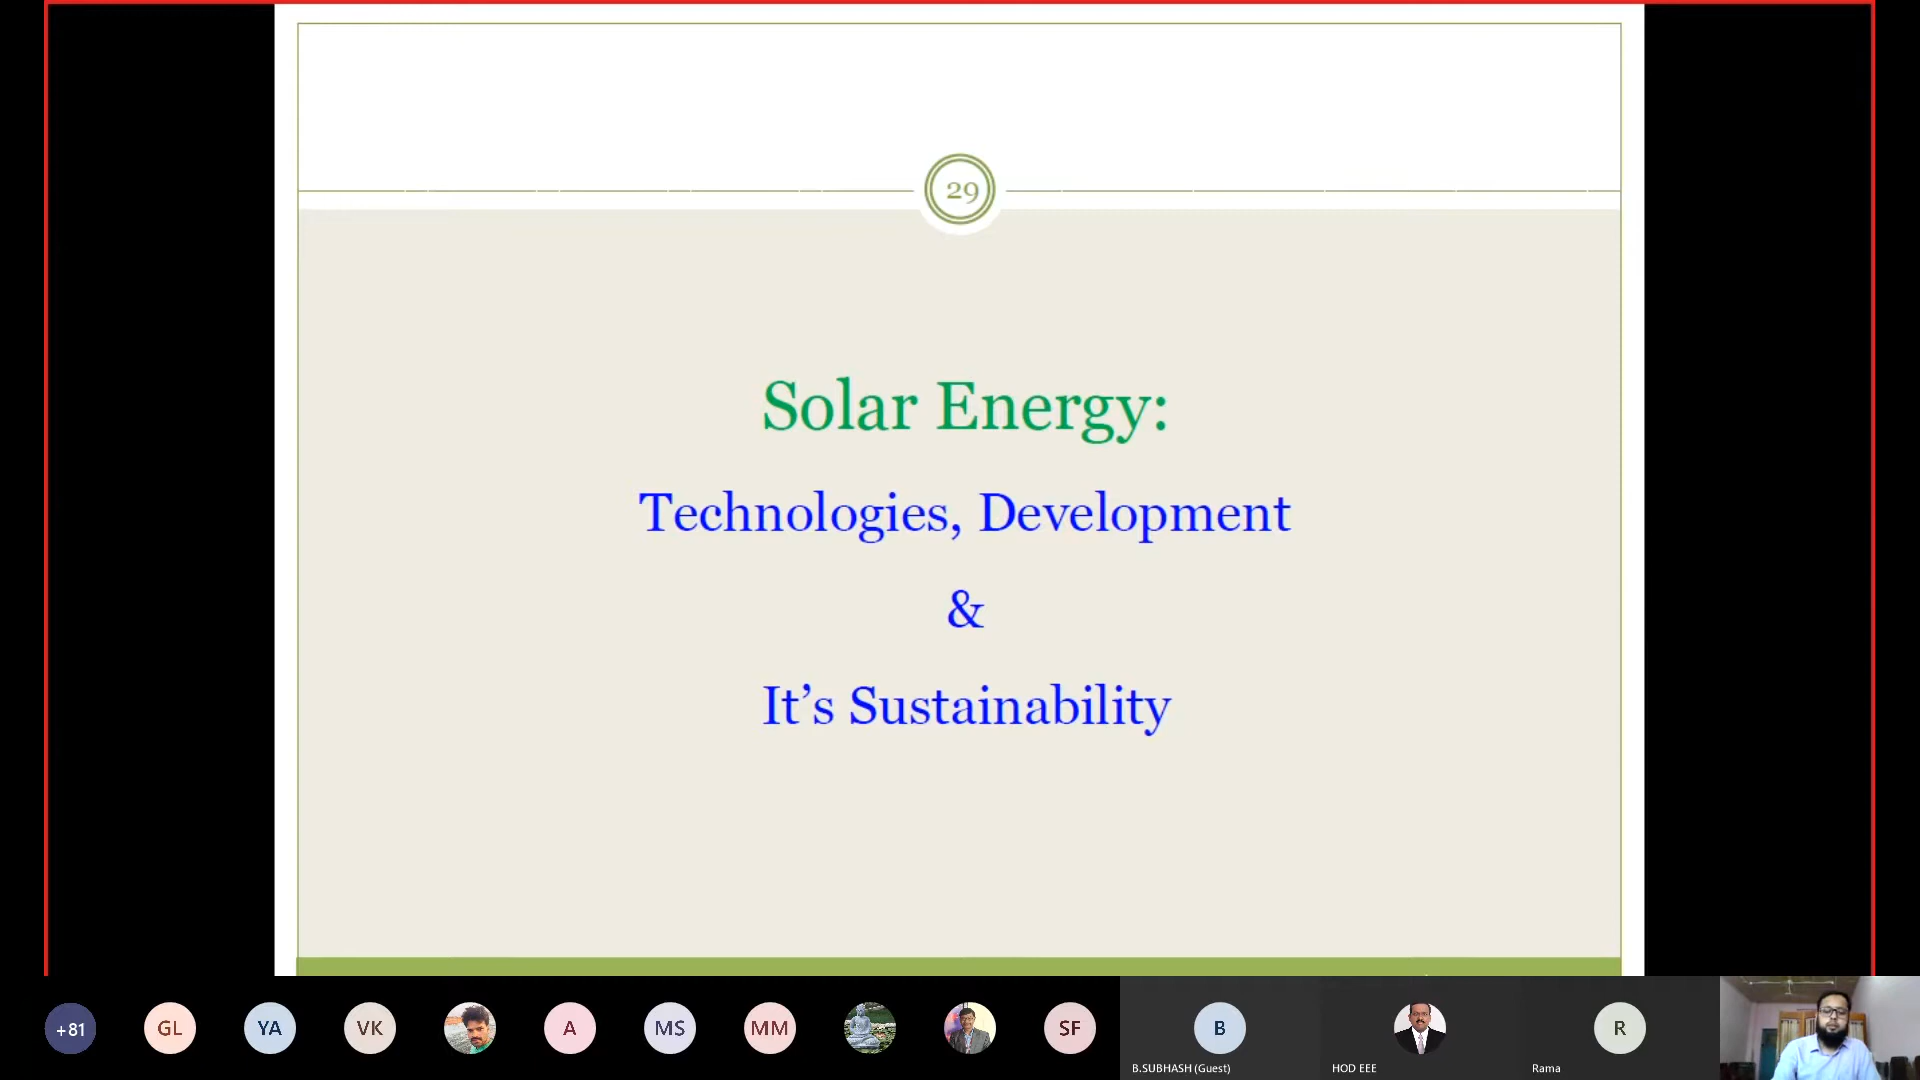 29
Solar Energy:
Technologies, Development
&
It’s Sustainability
+81
GL
YA
VK
A
MS
MM
SF
B
R
B.SUBHASH (Guest)
HOD EEE
Rama